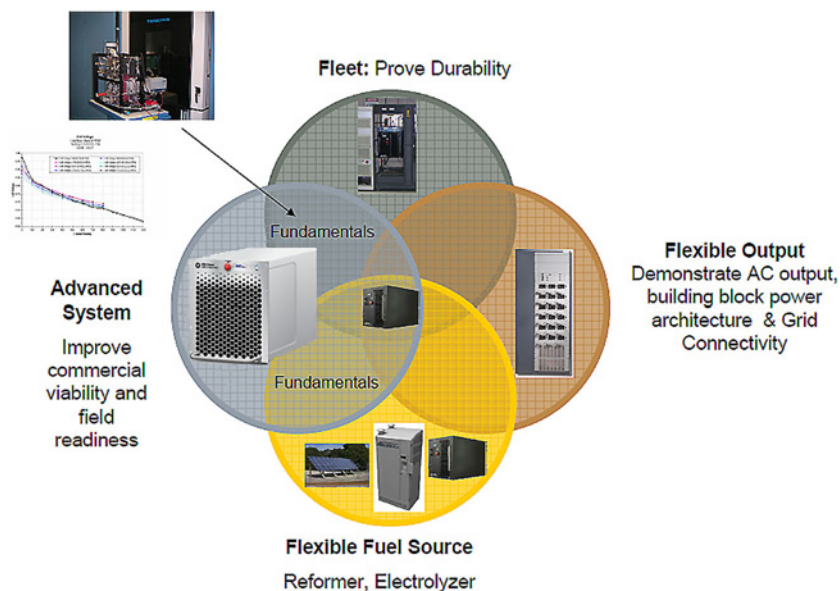 Fleet: Prove Durability
Fundamentals
Flexible Output
Demonstrate AC output,
building block power
architecture & Grid
Connectivity
Advanced
System
Improve
commercial
viability and
field
readiness
Fundamentals
Flexible Fuel Source
Reformer, Electrolyzer